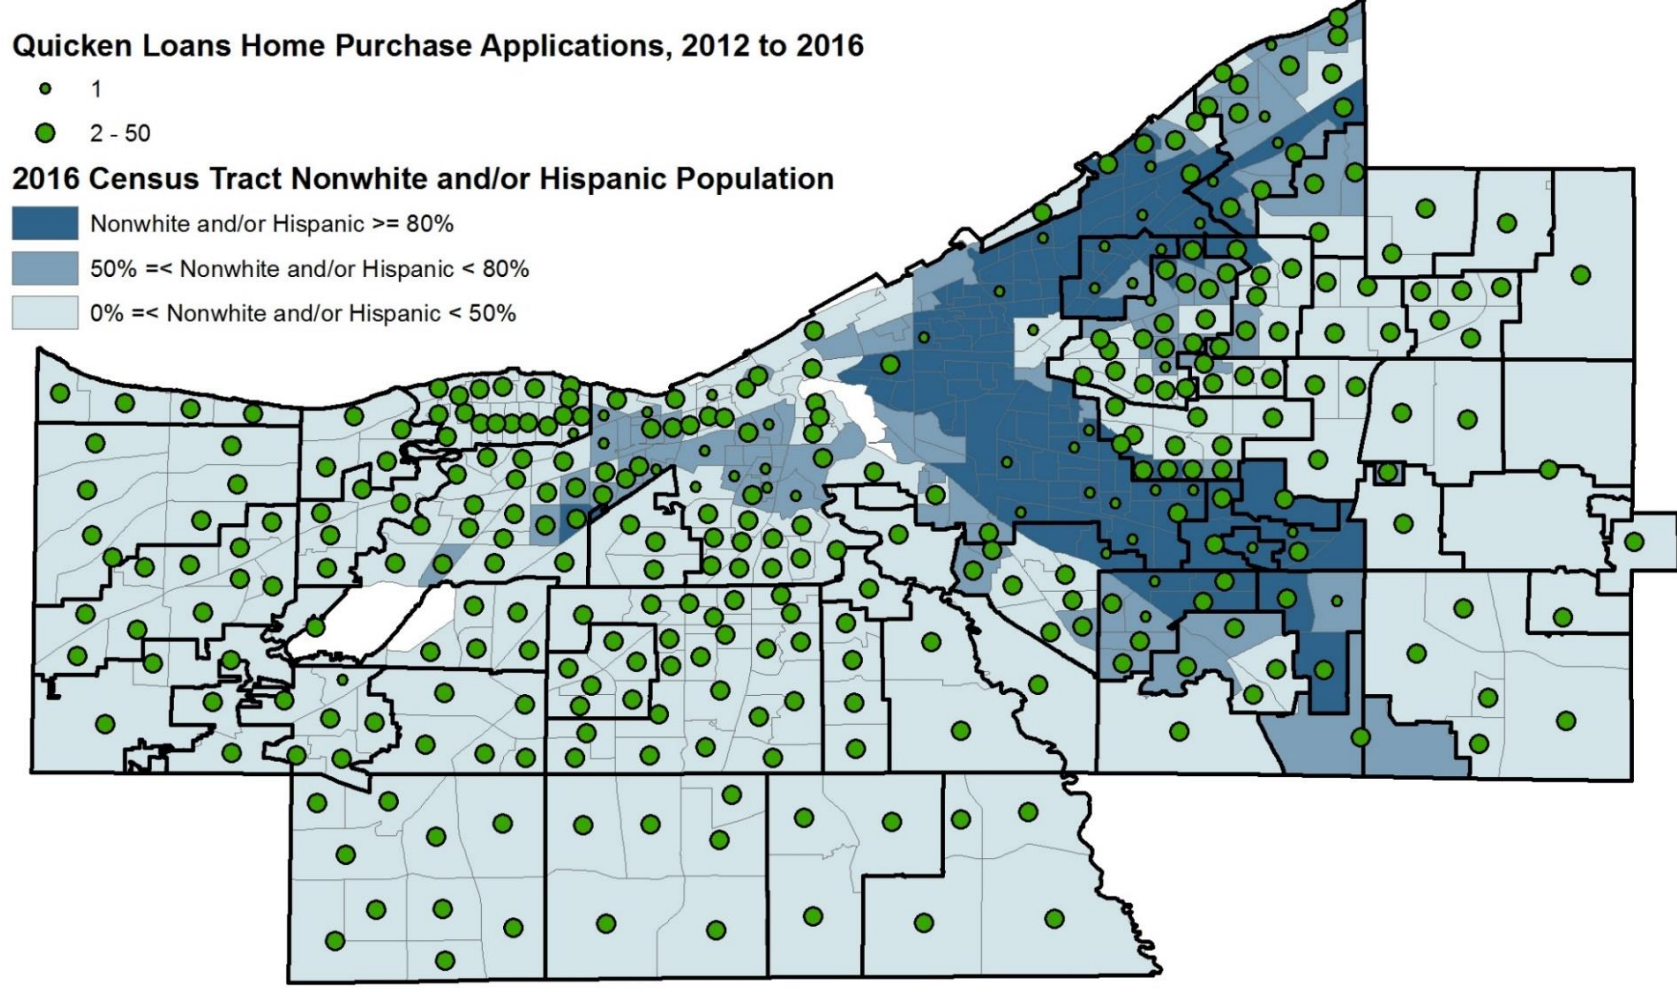 Quicken Loans Home Purchase Applications, 2012 to 2016
1
2 - 50
2016 Census Tract Nonwhite and/or Hispanic Population
Nonwhite and/or Hispanic >= 80%
50% =< Nonwhite and/or Hispanic < 80%
0% =< Nonwhite and/or Hispanic < 50%